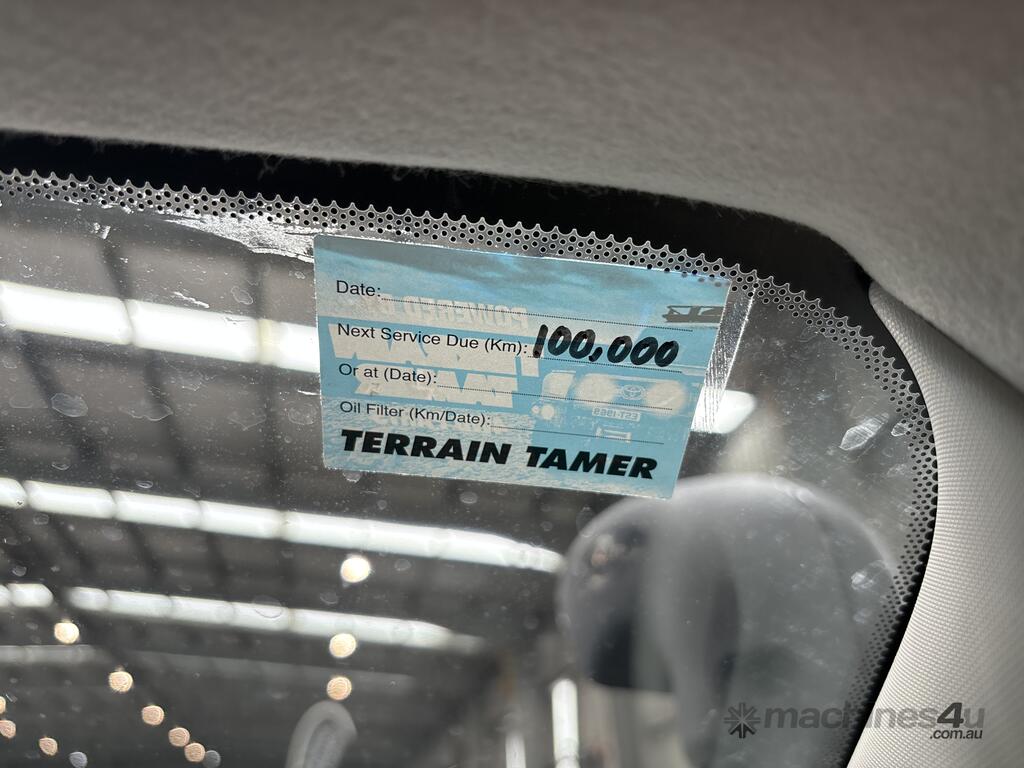 Date:
POWERED
Next Service Due (Km): 100,000
Or at (Date):
Oil Filter (Km/Date):
TERRAIN TAMER
machines4u
.com.au